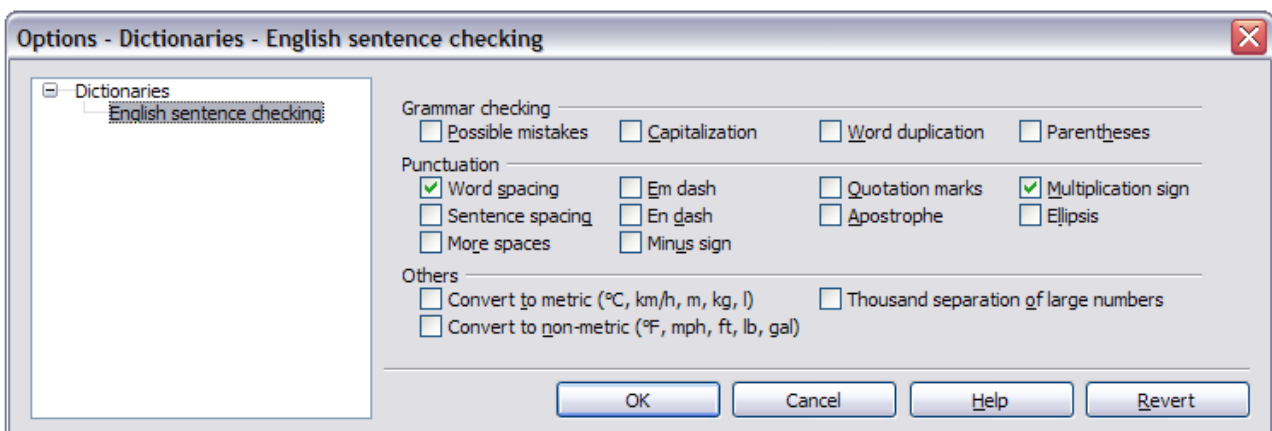 Options - Dictionaries - English sentence checking
Dictionaries
English sentence checking
Grammar checking
Possible mistakes Capitalization Word duplication Parentheses
Punctuation
Word spacing Em dash Quotation marks Multiplication sign
Sentence spacing En dash Apostrophe Ellipsis
More spaces Minus sign
Others
Convert to metric (°C, km/h, m, kg, l) Thousand separation of large numbers
Convert to non-metric (°F, mph, ft, lb, gal)
OK Cancel Help Revert